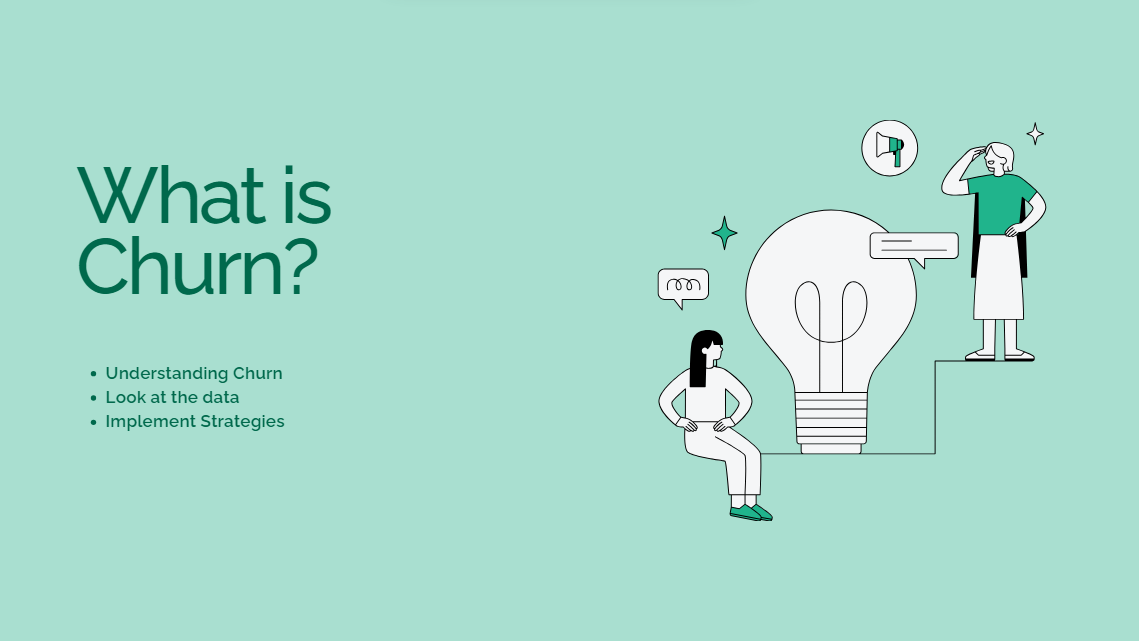 What is
Churn?
Understanding Churn
Look at the data
Implement Strategies